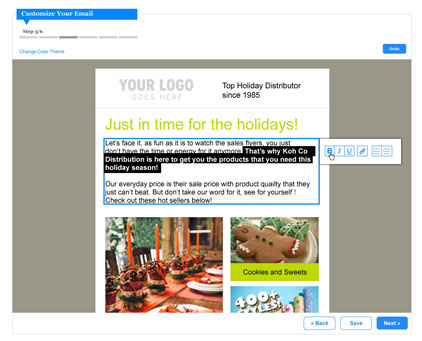 Customize Your Email
Step 3/6
Change Color Theme
Undo
YOUR LOGO
GOES HERE
Top Holiday Distributor
since 1985
Just in time for the holidays!
Let's face it, as fun as it is to watch the sales flyers, you just
don't have the time or energy for it anymore. That's why Koh Co
Distribution is here to get you the products that you need this
holiday season!
Our everyday price is their sale price with product quailty that they
just can't beat. But don't take our word for it, see for yourself !
Check out these hot sellers below!
B I U
Cookies and Sweets
400+
« Back
Save
Next »